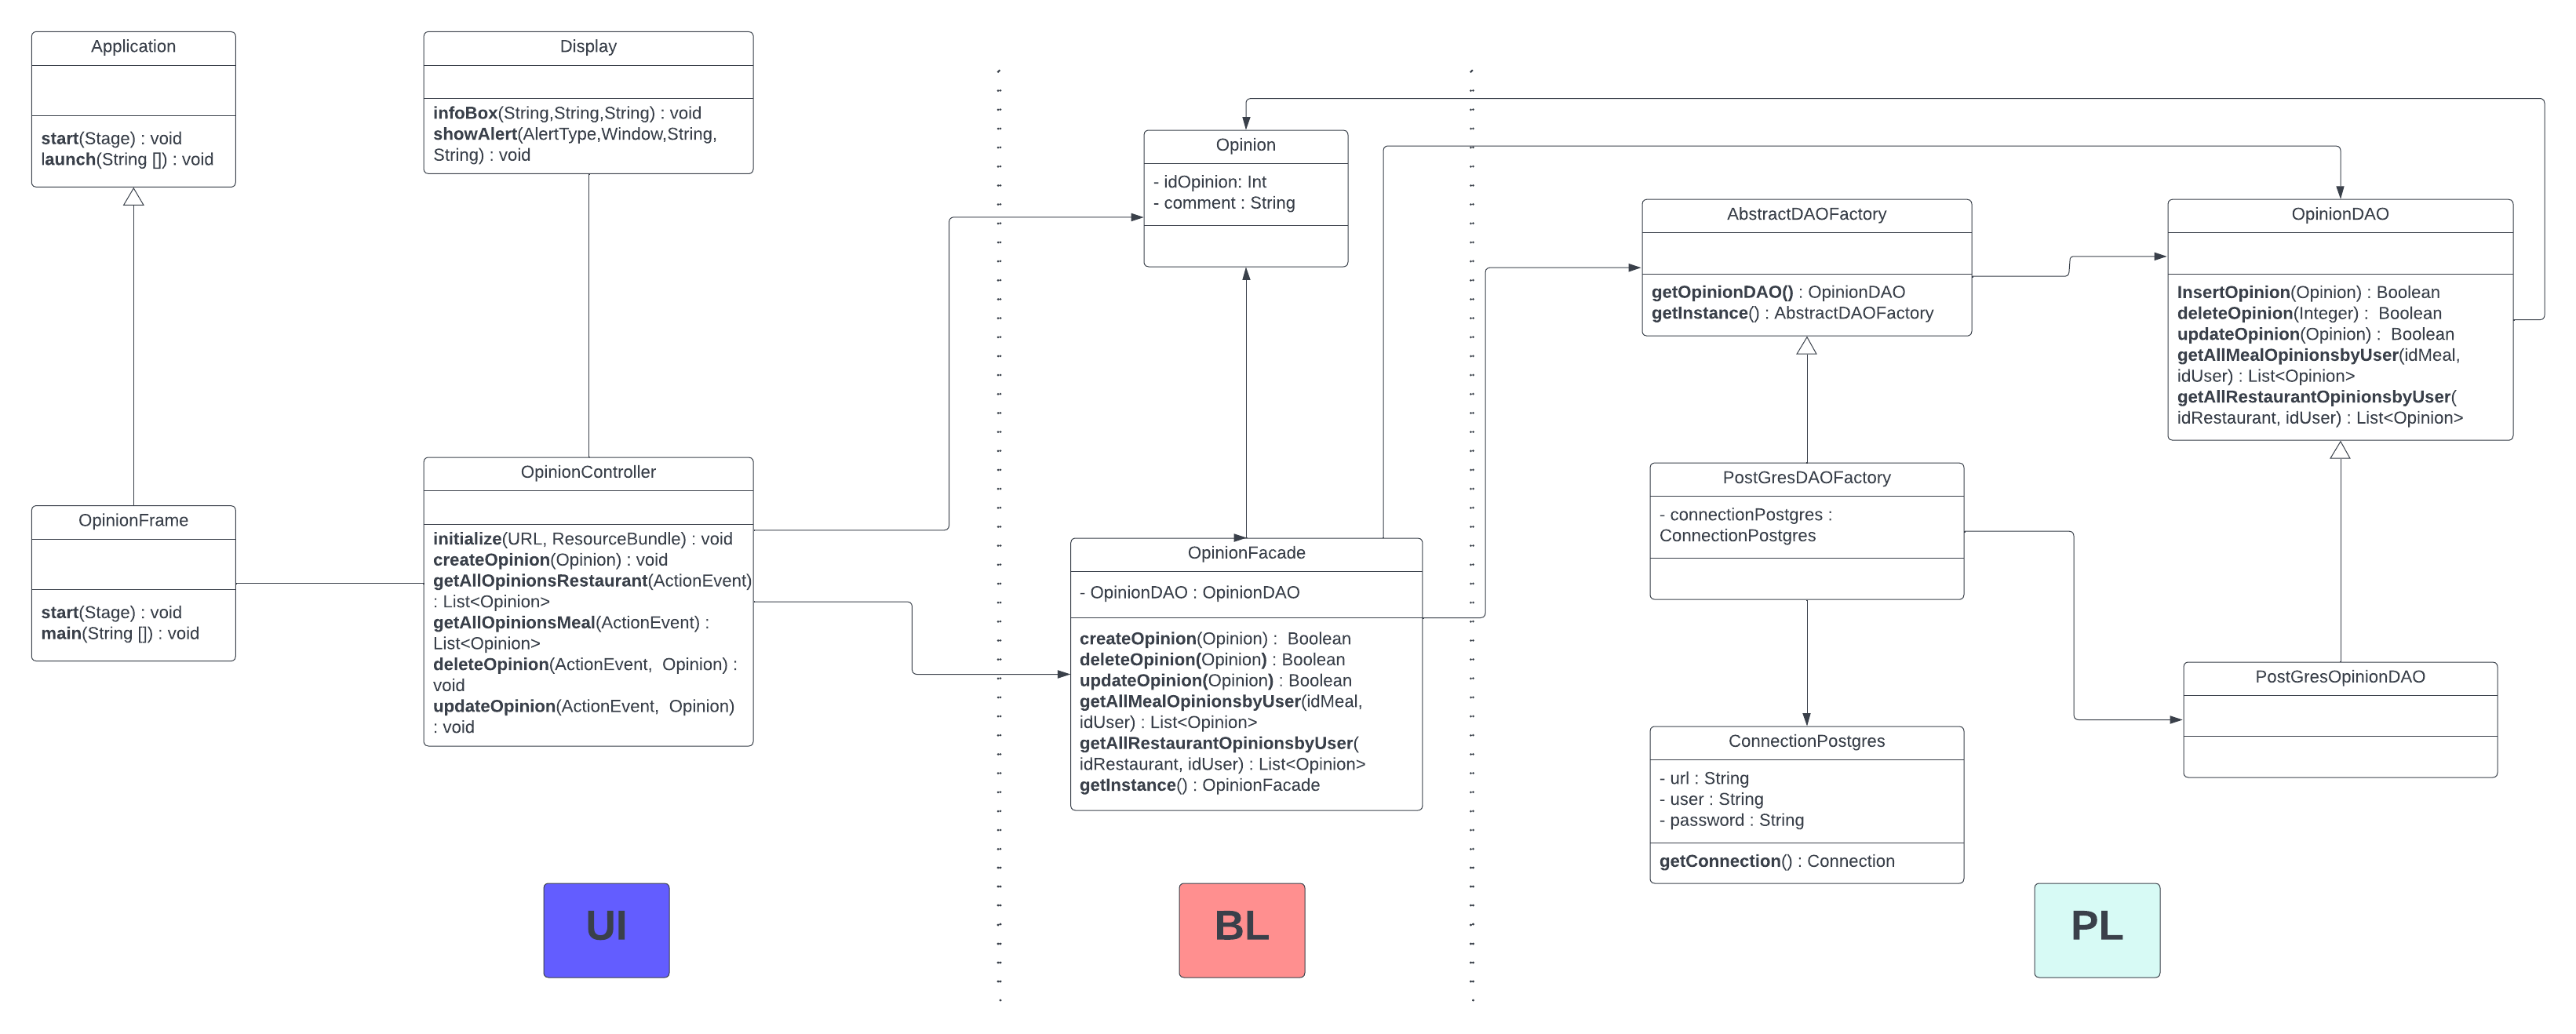 Application
start(Stage) : void
launch(String []) : void
Display
infoBox(String,String,String) : void
showAlert(AlertType,Window,String,
String) : void
OpinionFrame
start(Stage) : void
main(String []) : void
OpinionController
initialize(URL, ResourceBundle) : void
createOpinion(Opinion) : void
getAllOpinionsRestaurant(ActionEvent)
: List<Opinion>
getAllOpinionsMeal(ActionEvent) :
List<Opinion>
deleteOpinion(ActionEvent, Opinion) :
void
updateOpinion(ActionEvent, Opinion)
: void
Opinion
- idOpinion: Int
- comment : String
OpinionFacade
- OpinionDAO : OpinionDAO
createOpinion(Opinion) : Boolean
deleteOpinion(Opinion) : Boolean
updateOpinion(Opinion) : Boolean
getAllMealOpinionsbyUser(idMeal,
idUser) : List<Opinion>
getAllRestaurantOpinionsbyUser(
idRestaurant, idUser) : List<Opinion>
getInstance() : OpinionFacade
AbstractDAOFactory
getOpinionDAO() : OpinionDAO
getInstance() : AbstractDAOFactory
OpinionDAO
InsertOpinion(Opinion) : Boolean
deleteOpinion(Integer) : Boolean
updateOpinion(Opinion) : Boolean
getAllMealOpinionsbyUser(idMeal,
idUser) : List<Opinion>
getAllRestaurantOpinionsbyUser(
idRestaurant, idUser) : List<Opinion>
PostGresDAOFactory
- connectionPostgres :
ConnectionPostgres
PostGresOpinionDAO
ConnectionPostgres
- url : String
- user : String
- password : String
getConnection() : Connection
UI
BL
PL